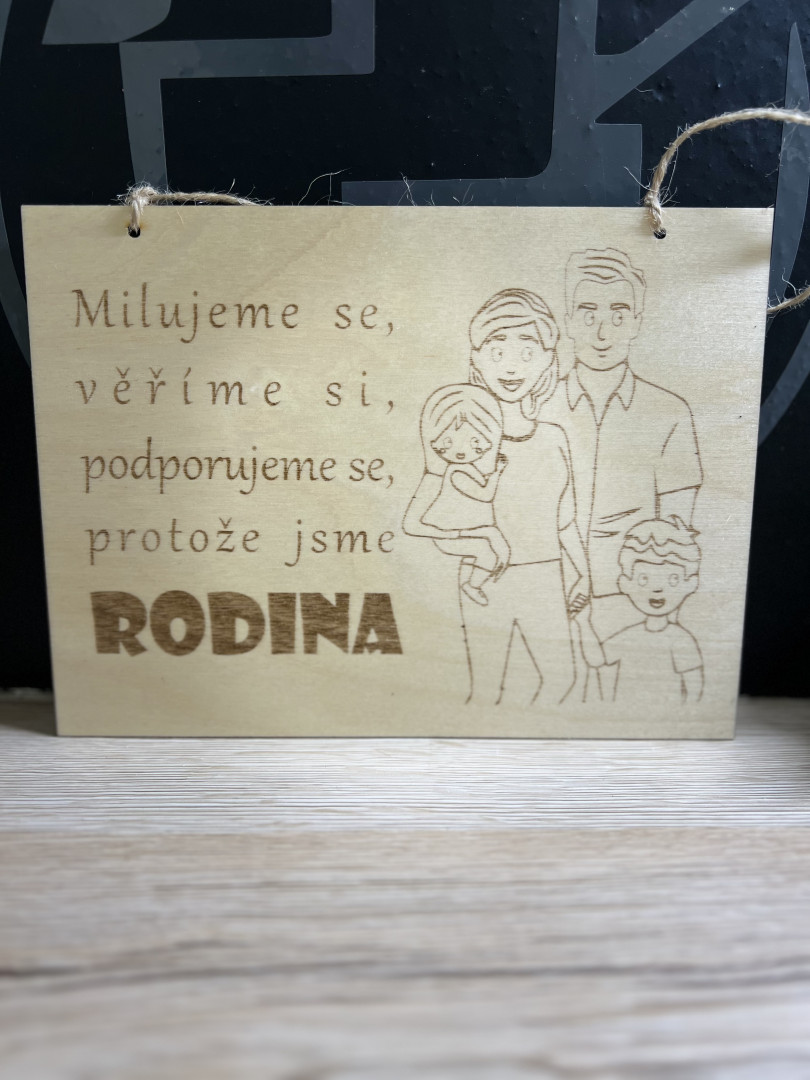 Milujeme se,
věříme si,
podporujeme se,
protože jsme
RODINA